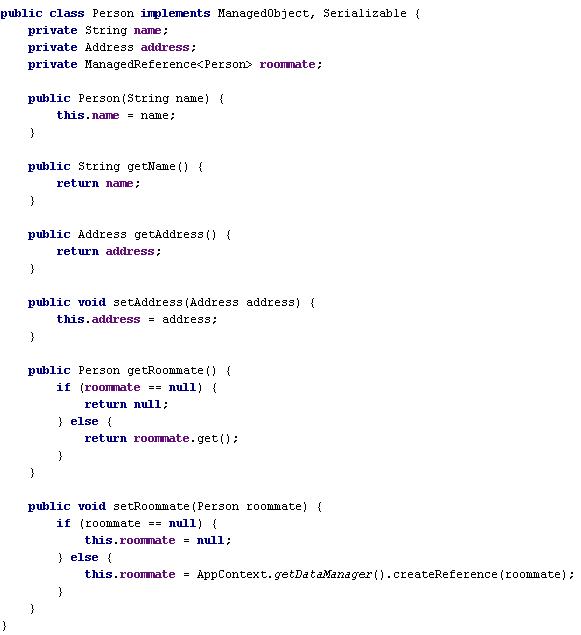 public class Person implements ManagedObject, Serializable {
    private String name;
    private Address address;
    private ManagedReference<Person> roommate;

    public Person(String name) {
        this.name = name;
    }

    public String getName() {
        return name;
    }

    public Address getAddress() {
        return address;
    }

    public void setAddress(Address address) {
        this.address = address;
    }

    public Person getRoommate() {
        if (roommate == null) {
            return null;
        } else {
            return roommate.get();
        }
    }

    public void setRoommate(Person roommate) {
        if (roommate == null) {
            this.roommate = null;
        } else {
            this.roommate = AppContext.getDataManager().createReference(roommate);
        }
    }
}